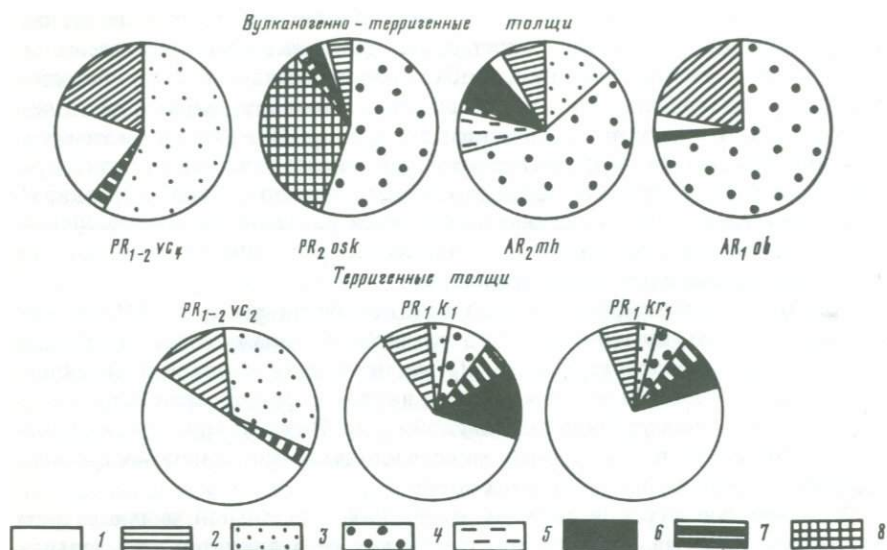 Вулканогенно-терригенные толщи
PR₁₋₂ vc₄ PR₂ osk AR₂ mh AR₁ ob
Терригенные толщи
PR₁₋₂ vc₂ PR₁ K₁ PR₁ Kr₁
1 2 3 4 5 6 7 8